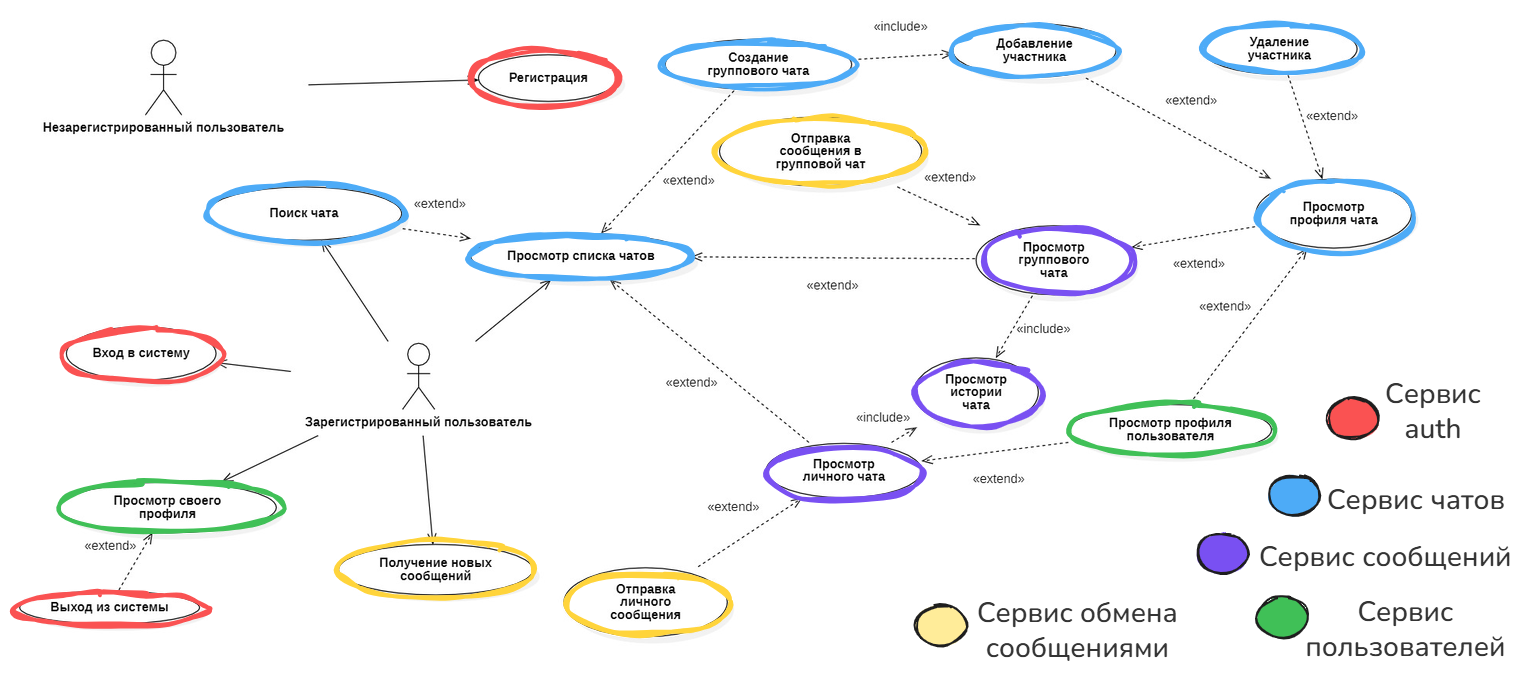 «include»
Создание
группового чата
Добавление
участника
Удаление
участника
Регистрация
«extend»
«extend»
Незарегистрированный пользователь
Отправка
сообщения в
групповой чат
«extend»
«extend»
Поиск чата
«extend»
Просмотр
профиля чата
Просмотр списка чатов
Просмотр
группового
чата
«extend»
«extend»
«extend»
«include»
Вход в систему
«extend»
Просмотр
истории
чата
Сервис
auth
Зарегистрированный пользователь
«include»
Просмотр профиля
пользователя
Просмотр
личного чата
«extend»
Просмотр своего
профиля
«extend»
Сервис чатов
«extend»
Получение новых
сообщений
Сервис сообщений
Выход из системы
Отправка
личного
сообщения
Сервис обмена
сообщениями
Сервис
пользователей